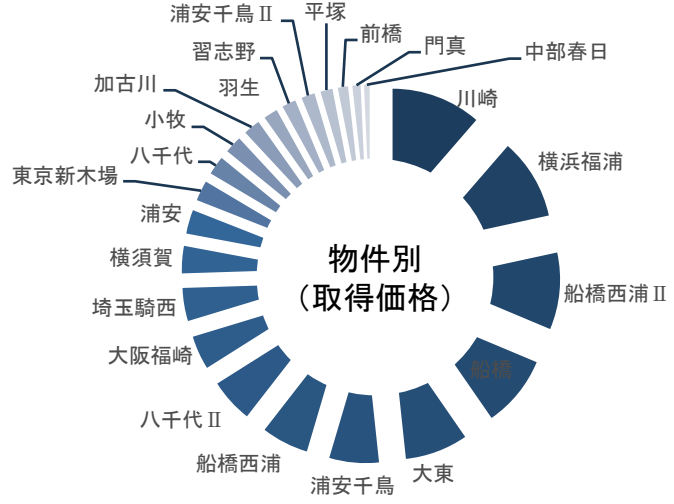 物件別
（取得価格）
川崎
横浜福浦
船橋西浦Ⅱ
船橋
大東
浦安千鳥
船橋西浦
八千代Ⅱ
大阪福崎
埼玉騎西
横須賀
浦安
東京新木場
八千代
小牧
加古川
羽生
習志野
浦安千鳥Ⅱ
平塚
前橋
門真
中部春日